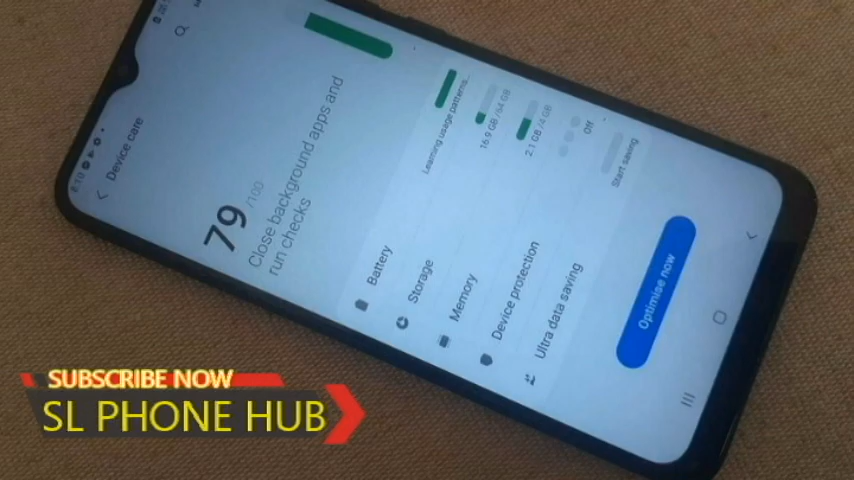 6:10
Device care
79 /100
Close background apps and
run checks
Battery
Learning usage patterns...
Storage
16.9 GB /64 GB
Memory
2.1 GB /4 GB
Device protection
Off
Ultra data saving
Start saving
Optimise now
SUBSCRIBE NOW
SL PHONE HUB